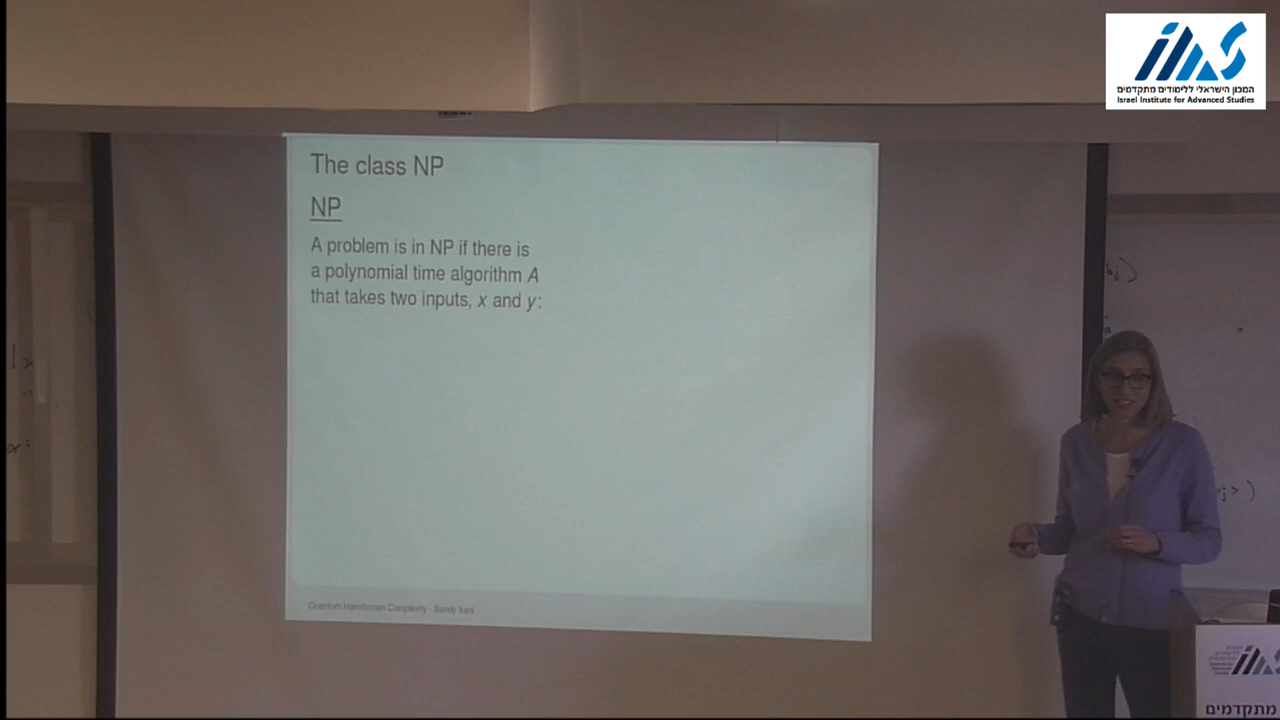 המכון הישראלי ללימודים מתקדמים
Israel Institute for Advanced Studies
The class NP
NP
A problem is in NP if there is
a polynomial time algorithm A
that takes two inputs, x and y:
Quantum Hamiltonian Complexity - Sandy Irani
מתקדמים